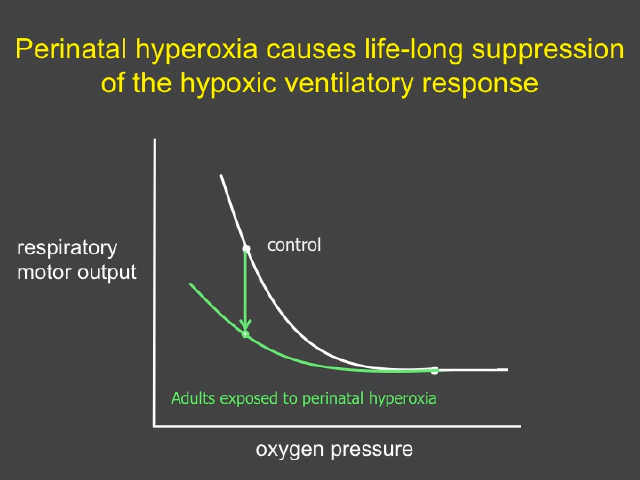 Perinatal hyperoxia causes life-long suppression
of the hypoxic ventilatory response
respiratory
motor output
control
Adults exposed to perinatal hyperoxia
oxygen pressure